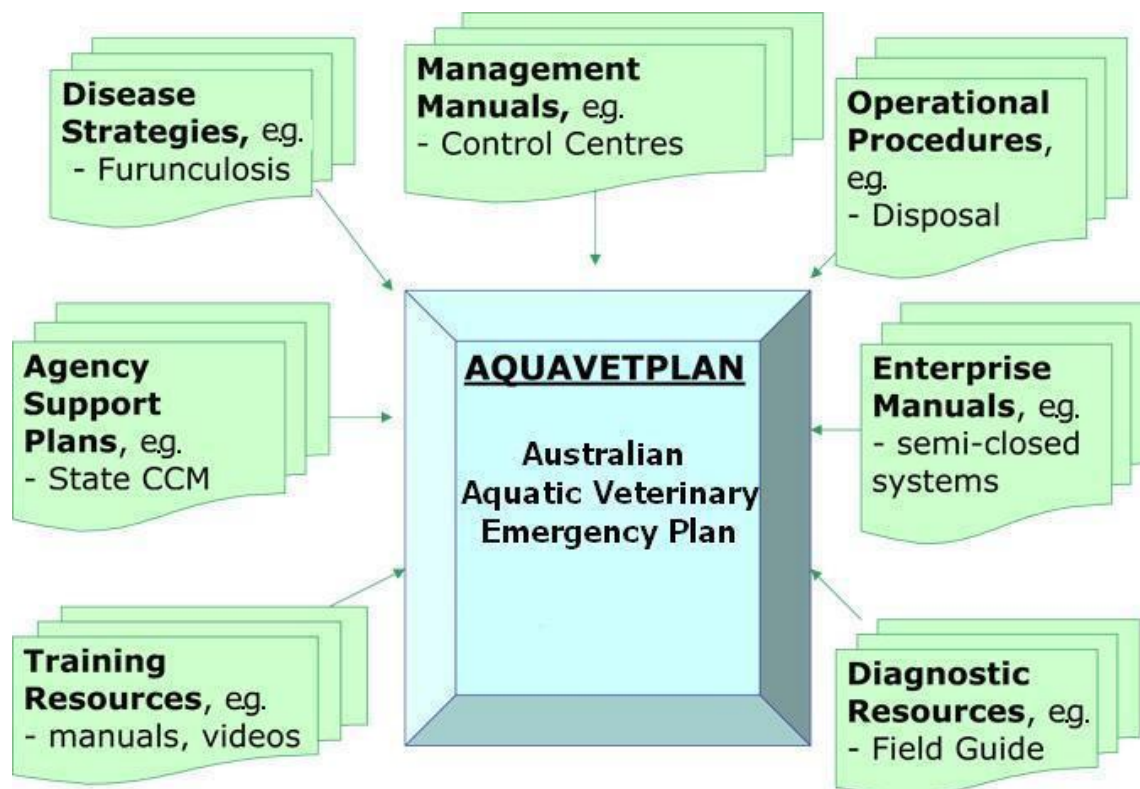 Disease
Strategies, e.g.
- Furunculosis
Management
Manuals, e.g.
- Control Centres
Operational
Procedures,
e.g.
- Disposal
Agency
Support
Plans, e.g.
- State CCM
AQUAVETPLAN
Australian
Aquatic Veterinary
Emergency Plan
Enterprise
Manuals, e.g.
- semi-closed
systems
Training
Resources, e.g.
- manuals, videos
Diagnostic
Resources, e.g.
- Field Guide